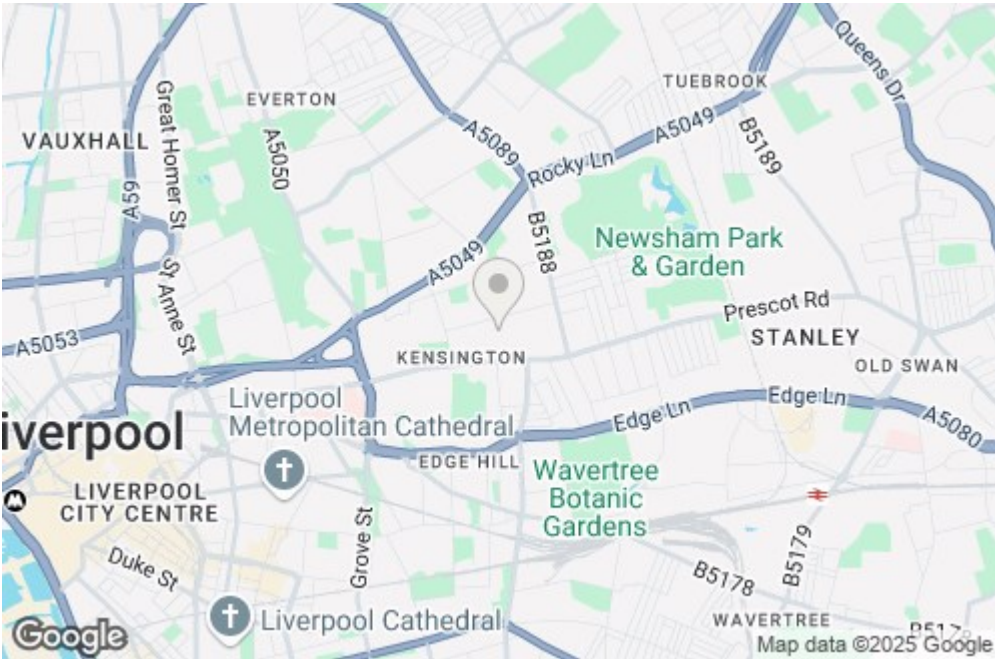 TUEBROOK
Queens Dr
EVERTON
Great Homer St
A5050
A5089
A5049
VAUXHALL
Rocky Ln
B5189
A59
B5188
Newsham Park
& Garden
A5049
St Anne St
Prescot Rd
A5053
STANLEY
KENSINGTON
OLD SWAN
Liverpool
Metropolitan Cathedral
Edge Ln
Edge Ln
A5080
iverpool
EDGE HILL
Wavertree
Botanic
Gardens
LIVERPOOL
CITY CENTRE
Grove St
B5179
Duke St
B5178
Liverpool Cathedral
WAVERTREE
Google
Map data ©2025 Google